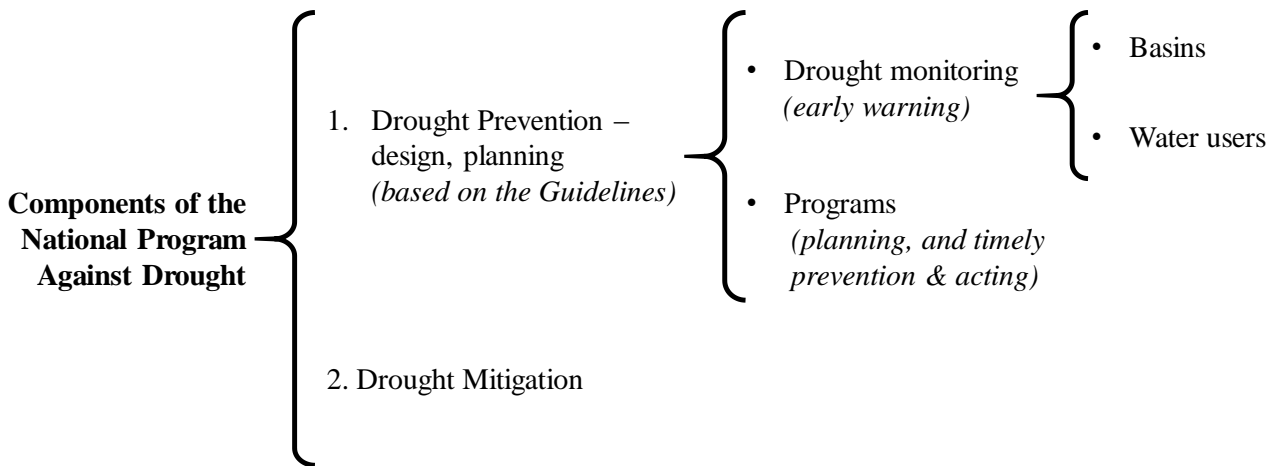 Components of the
National Program
Against Drought
1. Drought Prevention –
design, planning
(based on the Guidelines)
• Drought monitoring
(early warning)
• Basins
• Water users
• Programs
(planning, and timely
prevention & acting)
2. Drought Mitigation